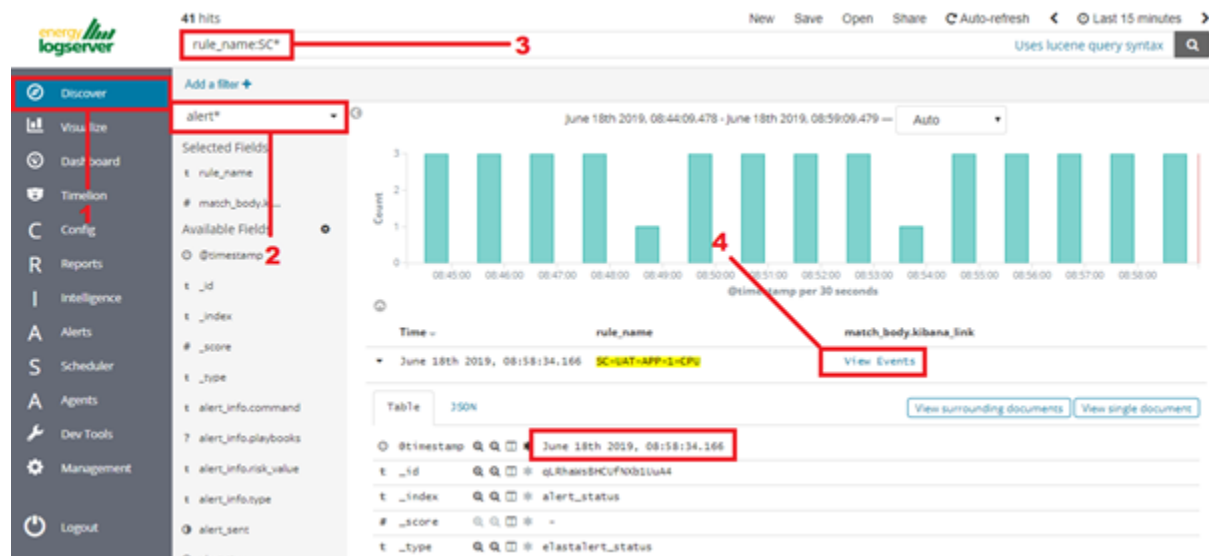 energy
logserver
41 hits
New Save Open Share Auto-refresh Last 15 minutes
rule_name:SC*
3
Uses lucene query syntax
Discover
Visualize
Dashboard
Timelion
1
Config
Reports
Intelligence
Alerts
Scheduler
Agents
Dev Tools
Management
Logout
Add a filter +
alert*
Selected Fields
t rule_name
# match_body.k...
Available Fields
2
@timestamp
t _id
t _index
# _score
t _type
t alert_info.command
? alert_info.playbooks
t alert_info.risk_value
t alert_info.type
alert_sent
June 18th 2019, 08:44:09.478 - June 18th 2019, 08:59:09.479 — Auto
Count
3
2
1
0
4
08:45:00 08:46:00 08:47:00 08:48:00 08:49:00 08:50:00 08:51:00 08:52:00 08:53:00 08:54:00 08:55:00 08:56:00 08:57:00 08:58:00
@timestamp per 30 seconds
Time rule_name match_body.kibana_link
June 18th 2019, 08:58:34.166 SC-UAT-APP-1-CPU View Events
Table JSON
View surrounding documents View single document
@timestamp June 18th 2019, 08:58:34.166
t _id
t _index alert_status
# _score -
t _type elastalert_status